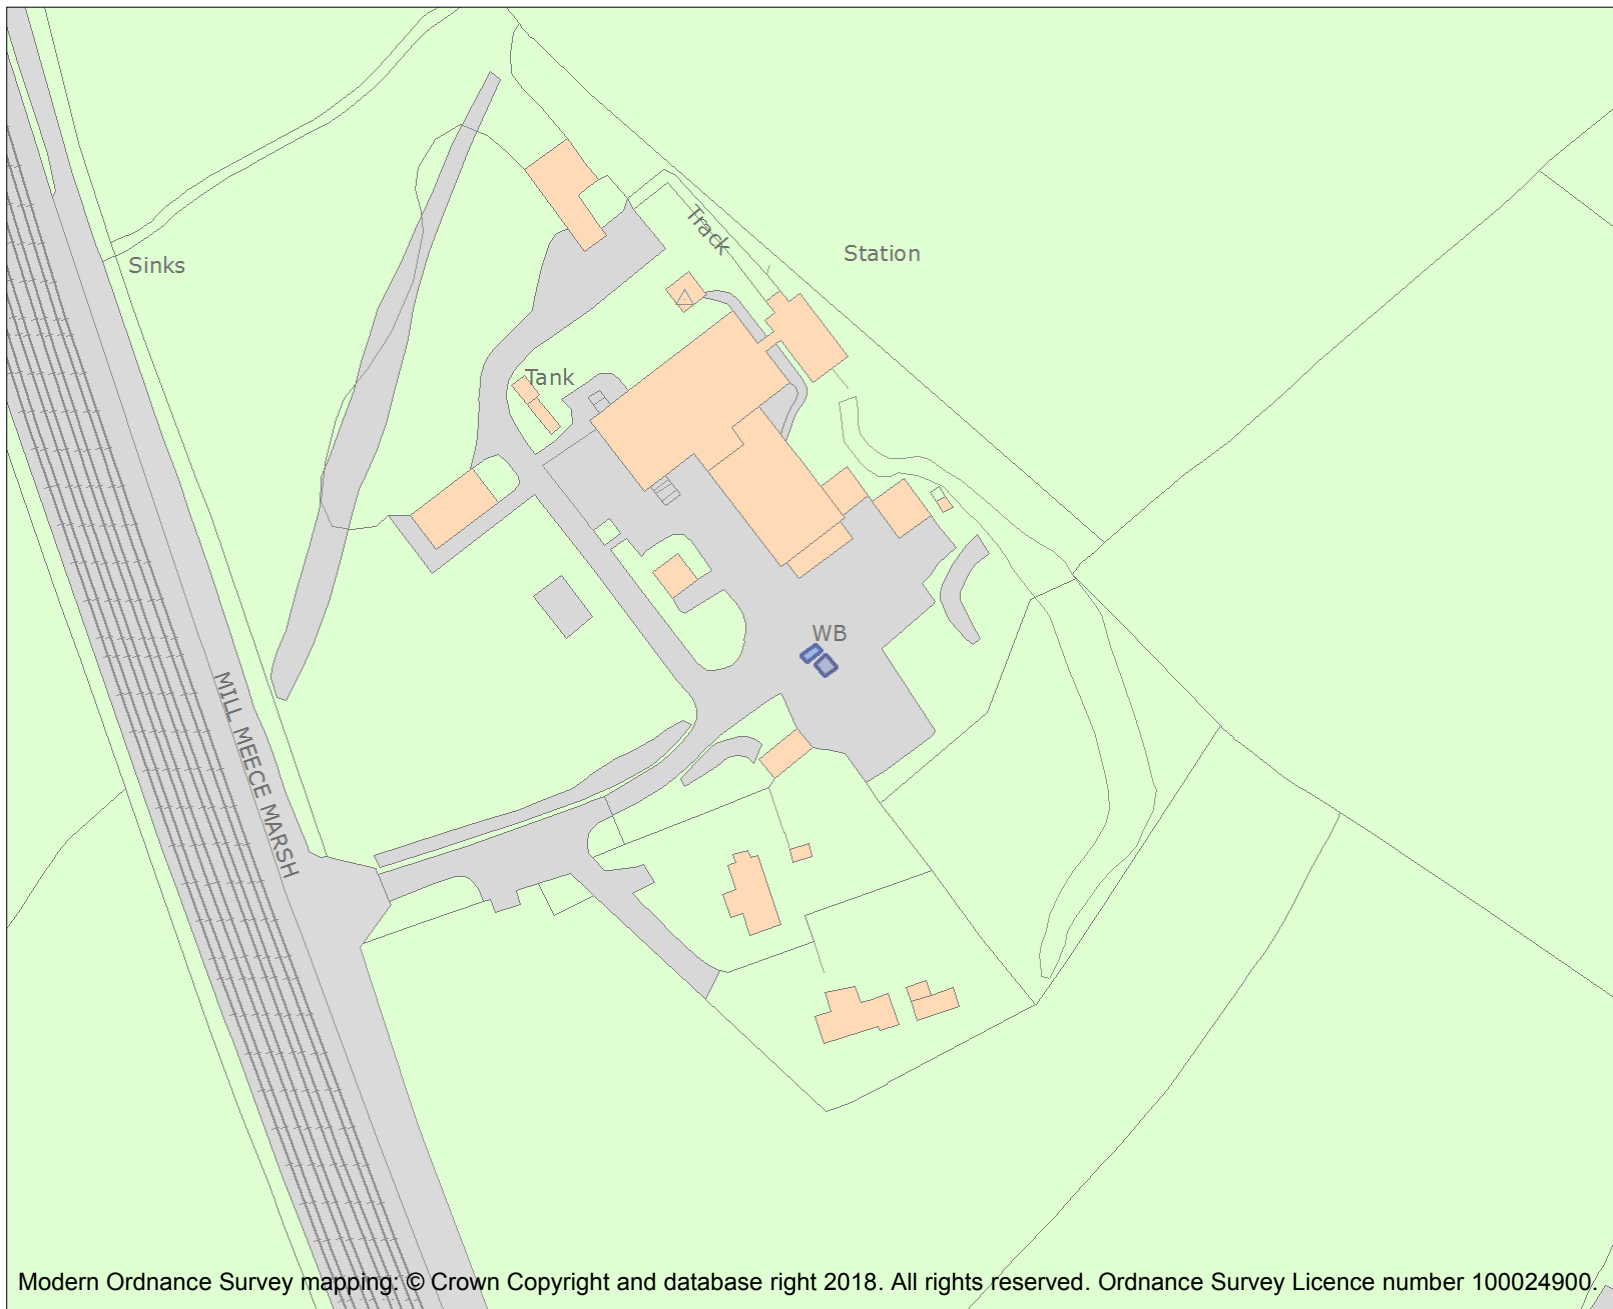 Track
Station
Sinks
Tank
WB
MILL MEECE MARSH
Modern Ordnance Survey mapping: © Crown Copyright and database right 2018. All rights reserved. Ordnance Survey Licence number 100024900.